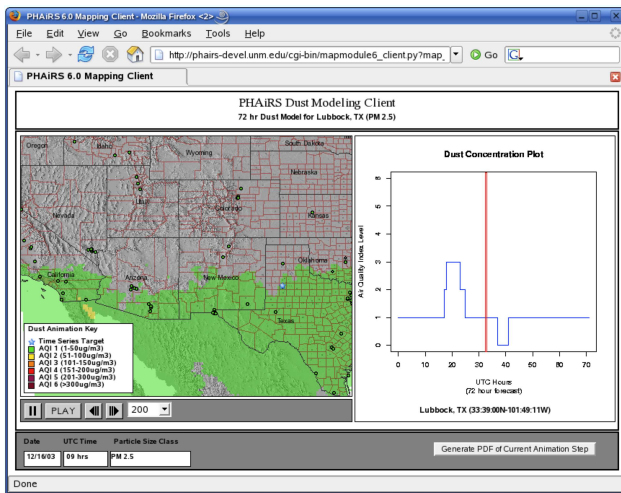 PHAiRS 6.0 Mapping Client - Mozilla Firefox <2>
File Edit View Go Bookmarks Tools Help
http://phairs-devel.unm.edu/cgi-bin/mapmodule6_client.py?map_ Go G
PHAiRS 6.0 Mapping Client
PHAiRS Dust Modeling Client
72 hr Dust Model for Lubbock, TX (PM 2.5)
Oregon Idaho Wyoming South Dakota
Nebraska
Nevada Utah Colorado Kansas
California Arizona New Mexico Oklahoma
Texas
Dust Animation Key
Time Series Target
AQI 1 (1-50ug/m3)
AQI 2 (51-100ug/m3)
AQI 3 (101-150ug/m3)
AQI 4 (151-200ug/m3)
AQI 5 (201-300ug/m3)
AQI 6 (>300ug/m3)
PLAY 200
Dust Concentration Plot
Air Quality Index Level
6
5
4
3
2
1
0
0 10 20 30 40 50 60 70
UTC Hours
(72 hour forecast)
Lubbock, TX (33:39:00N-101:49:11W)
Date UTC Time Particle Size Class
12/16/03 09 hrs PM 2.5
Generate PDF of Current Animation Step
Done